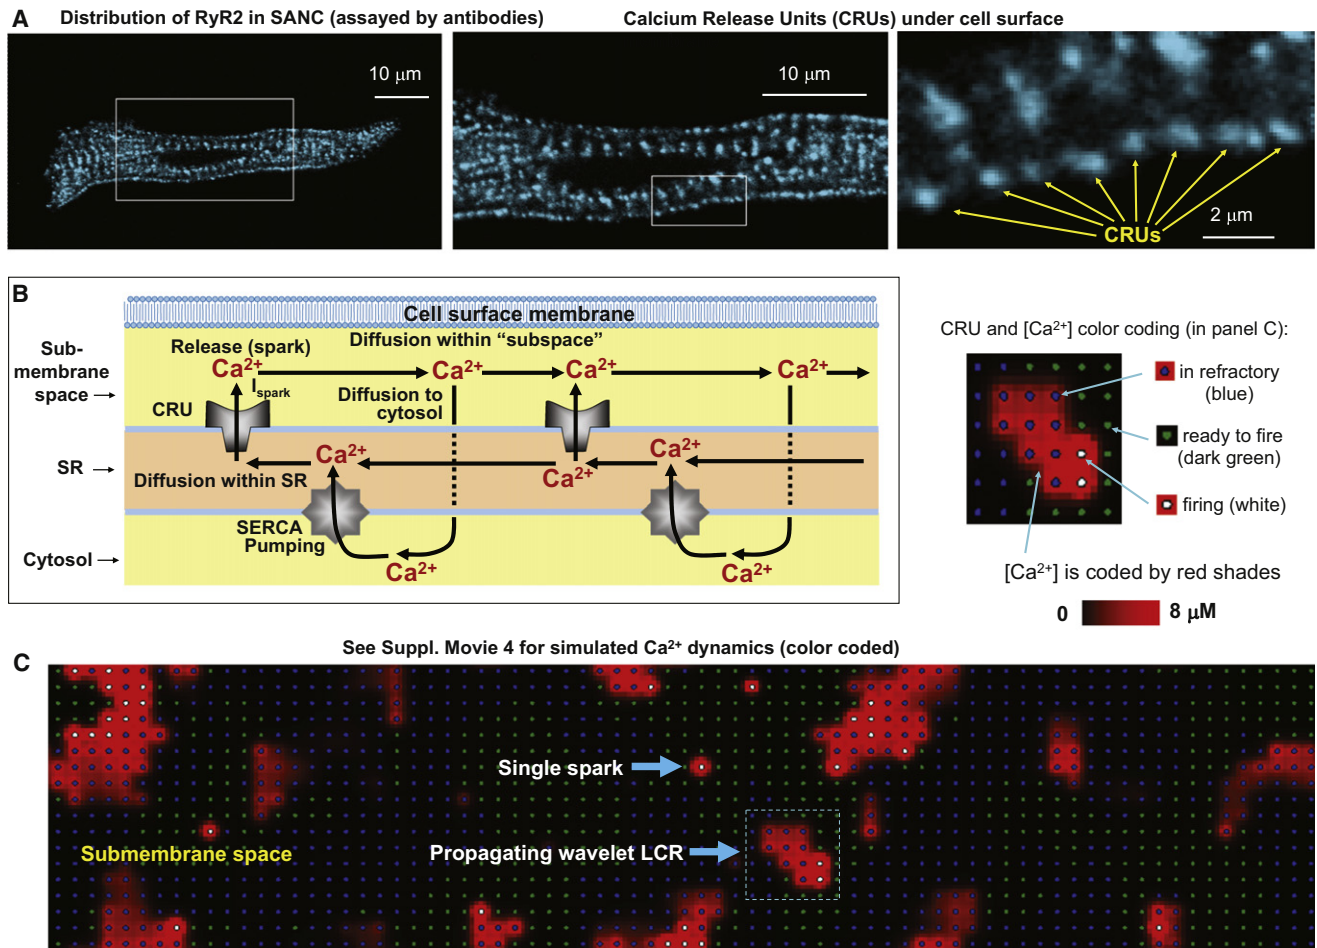 A
Distribution of RyR2 in SANC (assayed by antibodies)
Calcium Release Units (CRUs) under cell surface
10 μm
10 μm
CRUs
2 μm
B
Cell surface membrane
Sub-
membrane
space
Release (spark)
Diffusion within “subspace”
Ca²⁺
Ca²⁺
Ca²⁺
Ca²⁺
I spark
CRU
Diffusion to
cytosol
SR
Ca²⁺
Ca²⁺
Ca²⁺
Diffusion within SR
SERCA
Pumping
Cytosol
Ca²⁺
Ca²⁺
CRU and [Ca²⁺] color coding (in panel C):
in refractory
(blue)
ready to fire
(dark green)
firing (white)
[Ca²⁺] is coded by red shades
0
8 μM
See Suppl. Movie 4 for simulated Ca²⁺ dynamics (color coded)
C
Single spark
Propagating wavelet LCR
Submembrane space